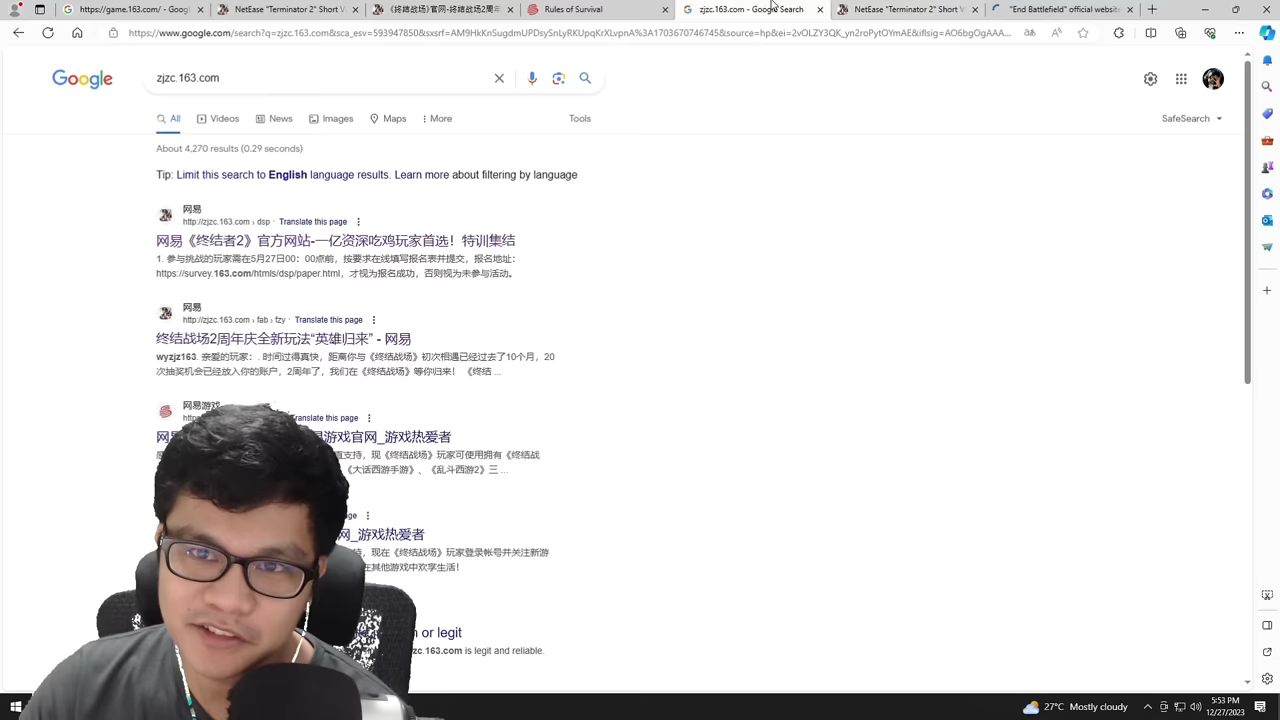 https://game.163.com/ - Googl
NetEase "Terminator 2" Short V
《终结战场》官网-终结战场2周年
Rules of Survival
zjzc.163.com - Google Search
NetEase "Terminator 2" Short V
"End Battlefield" official website
https://www.google.com/search?q=zjzc.163.com&sca_esv=593947850&sxsrf=AM9HkKnSugdmUPDsySnLyRKUpqKrXLvpnA%3A1703670746745&source=hp&ei=2vOLZY3QK_yn2roPytOYmAE&iflsig=AO6bgOgAAA...
Google
zjzc.163.com
All
Videos
News
Images
Maps
More
Tools
SafeSearch
About 4,270 results (0.29 seconds)
Tip: Limit this search to English language results. Learn more about filtering by language
网易
http://zjzc.163.com › dsp · Translate this page
网易《终结者2》官方网站-一亿资深吃鸡玩家首选！特训集结
1. 参与挑战的玩家需在5月27日00：00点前，按要求在线填写报名表并提交，报名地址：
https://survey.163.com/htmls/dsp/paper.html，才视为报名成功，否则视为未参与活动。
网易
http://zjzc.163.com › fab › fzy · Translate this page
终结战场2周年庆全新玩法“英雄归来” - 网易
wyzjz163. 亲爱的玩家：. 时间过得真快，距离你与《终结战场》初次相遇已经过去了10个月，20
次抽奖机会已经放入你的账户，2周年了，我们在《终结战场》等你归来！ 《终结 ...
网易游戏
Translate this page
网 游戏官网_游戏热爱者
直支持，现《终结战场》玩家可使用拥有《终结战
、《大话西游手游》、《乱斗西游2》三 ...
网_游戏热爱者
持，现在《终结战场》玩家登录帐号并关注新游
在其他游戏中欢享生活！
or legit
zc.163.com is legit and reliable.
27°C Mostly cloudy
5:53 PM
12/27/2023